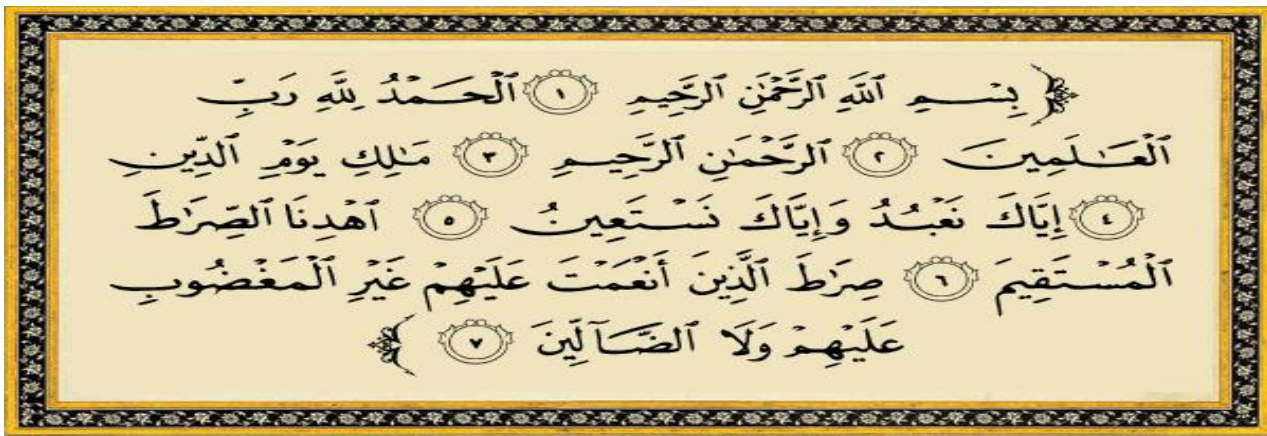 ﴿ بِسْمِ ٱللَّهِ ٱلرَّحْمَٰنِ ٱلرَّحِيمِ ١ ٱلْحَمْدُ لِلَّهِ رَبِّ
ٱلْعَٰلَمِينَ ٢ ٱلرَّحْمَٰنِ ٱلرَّحِيمِ ٣ مَٰلِكِ يَوْمِ ٱلدِّينِ
٤ إِيَّاكَ نَعْبُدُ وَإِيَّاكَ نَسْتَعِينُ ٥ ٱهْدِنَا ٱلصِّرَٰطَ
ٱلْمُسْتَقِيمَ ٦ صِرَٰطَ ٱلَّذِينَ أَنْعَمْتَ عَلَيْهِمْ غَيْرِ ٱلْمَغْضُوبِ
عَلَيْهِمْ وَلَا ٱلضَّآلِّينَ ٧ ﴾